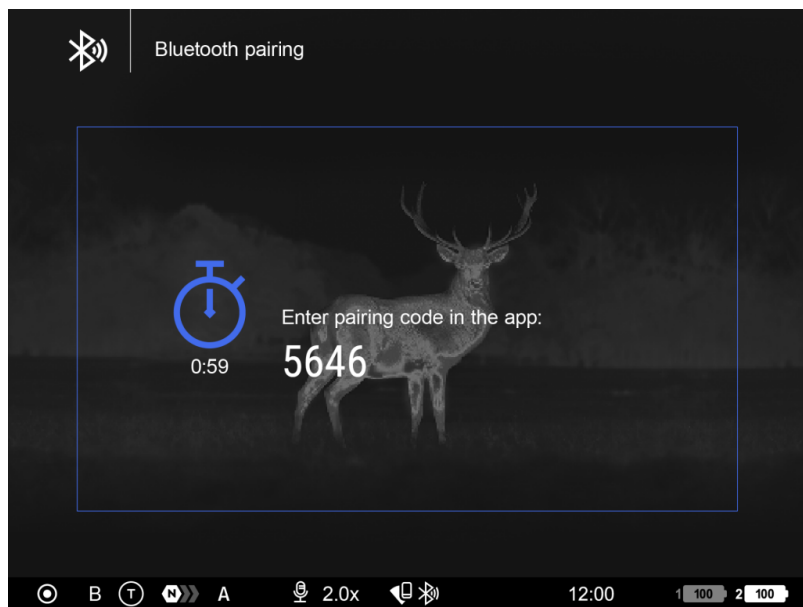 Bluetooth pairing
Enter pairing code in the app:
5646
0:59
B T N A 2.0x 12:00 1 100 2 100